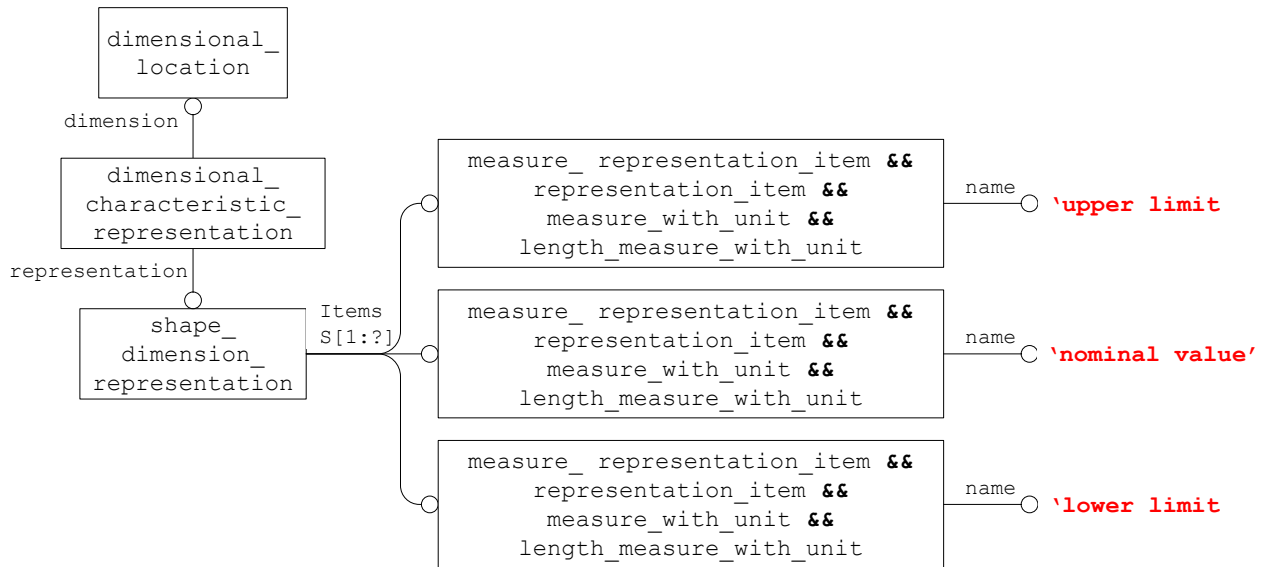 dimensional_
location
dimension
dimensional_
characteristic_
representation
representation
shape_
dimension_
representation
Items
S[1:?]
measure_ representation_item &&
representation_item &&
measure_with_unit &&
length_measure_with_unit
name
‘upper limit
measure_ representation_item &&
representation_item &&
measure_with_unit &&
length_measure_with_unit
name
‘nominal value’
measure_ representation_item &&
representation_item &&
measure_with_unit &&
length_measure_with_unit
name
‘lower limit